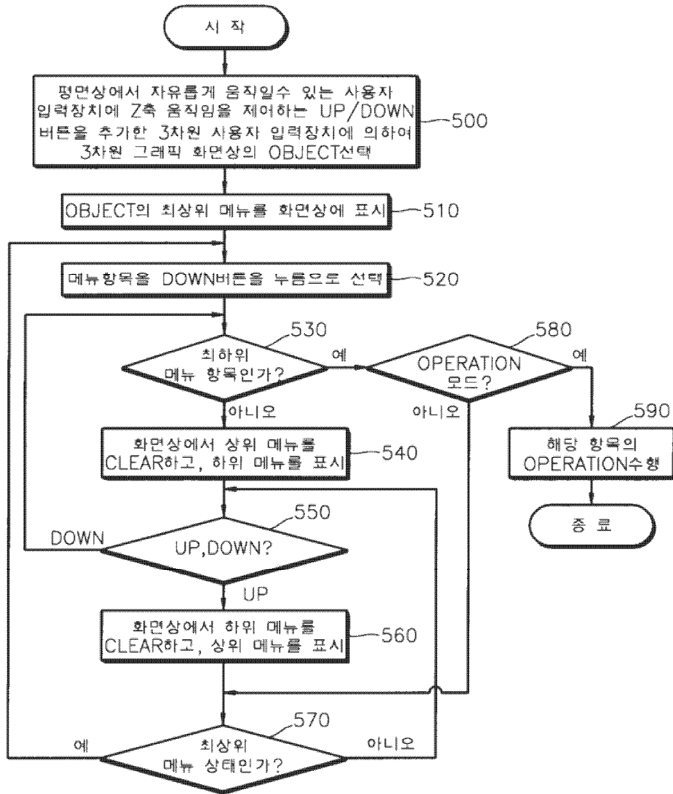 시 작
평면상에서 자유롭게 움직일수 있는 사용자
입력장치에 Z축 움직임을 제어하는 UP/DOWN
버튼을 추가한 3차원 사용자 입력장치에 의하여
3차원 그래픽 화면상의 OBJECT선택
500
OBJECT의 최상위 메뉴를 화면상에 표시
510
메뉴항목을 DOWN버튼을 누름으로 선택
520
530
최하위
메뉴 항목인가?
예
580
OPERATION
모드?
예
아니오
아니오
590
해당 항목의
OPERATION수행
화면상에서 상위 메뉴를
CLEAR하고, 하위 메뉴를 표시
540
종 료
550
DOWN
UP,DOWN?
UP
화면상에서 하위 메뉴를
CLEAR하고, 상위 메뉴를 표시
560
570
예
최상위
메뉴 상태인가?
아니오